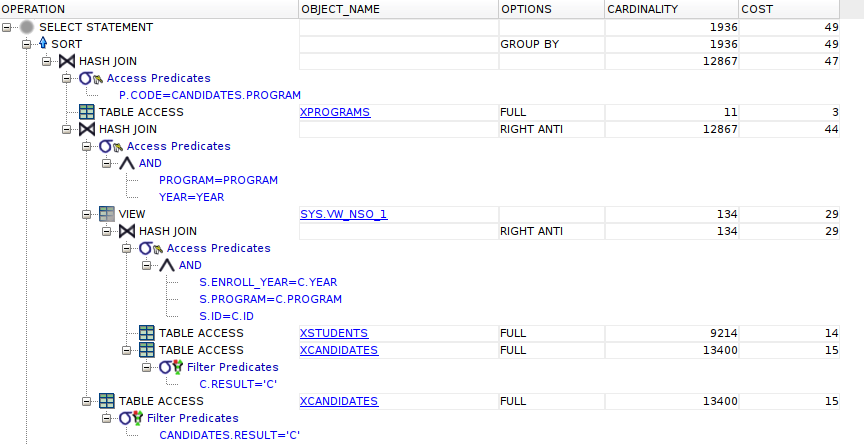 OPERATION OBJECT_NAME OPTIONS CARDINALITY COST
SELECT STATEMENT 1936 49
SORT GROUP BY 1936 49
HASH JOIN 12867 47
Access Predicates
P.CODE=CANDIDATES.PROGRAM
TABLE ACCESS XPROGRAMS FULL 11 3
HASH JOIN RIGHT ANTI 12867 44
Access Predicates
AND
PROGRAM=PROGRAM
YEAR=YEAR
VIEW SYS.VW_NSO_1 134 29
HASH JOIN RIGHT ANTI 134 29
Access Predicates
AND
S.ENROLL_YEAR=C.YEAR
S.PROGRAM=C.PROGRAM
S.ID=C.ID
TABLE ACCESS XSTUDENTS FULL 9214 14
TABLE ACCESS XCANDIDATES FULL 13400 15
Filter Predicates
C.RESULT='C'
TABLE ACCESS XCANDIDATES FULL 13400 15
Filter Predicates
CANDIDATES.RESULT='C'